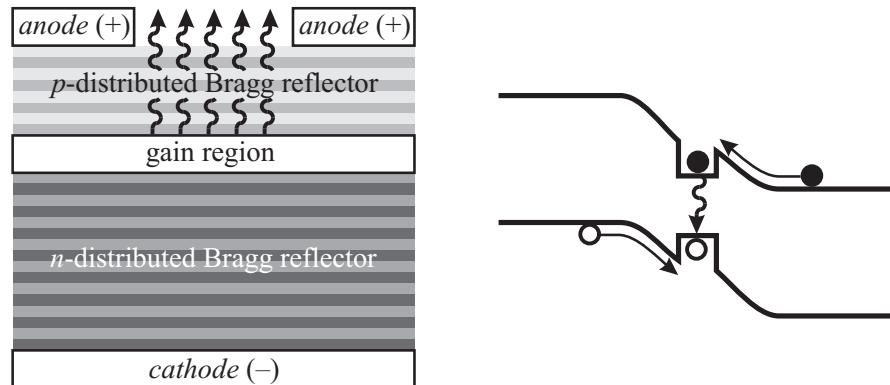 anode (+)
anode (+)
p-distributed Bragg reflector
gain region
n-distributed Bragg reflector
cathode (–)